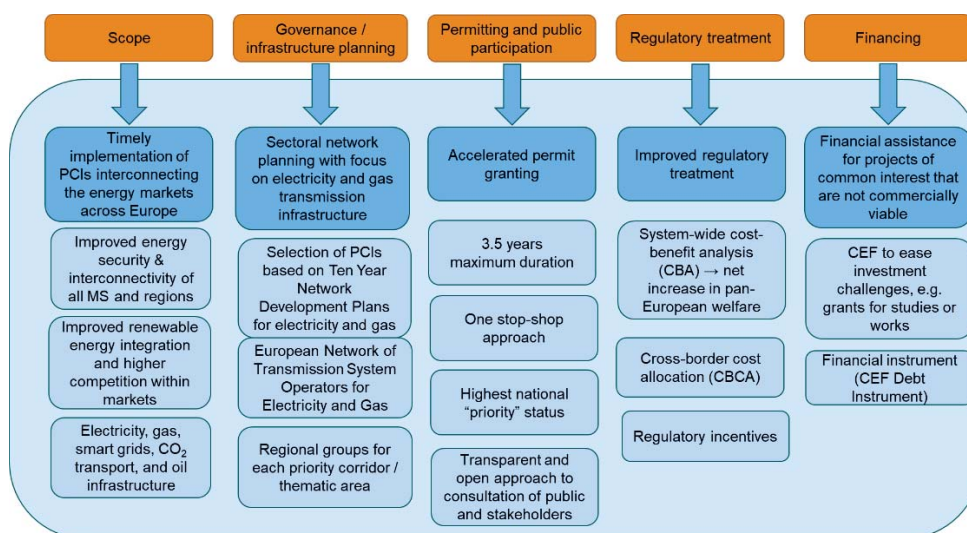 Scope
Governance /
infrastructure planning
Permitting and public
participation
Regulatory treatment
Financing
Timely
implementation of
PCIs interconnecting
the energy markets
across Europe
Improved energy
security &
interconnectivity of
all MS and regions
Improved renewable
energy integration
and higher
competition within
markets
Electricity, gas,
smart grids, CO2
transport, and oil
infrastructure
Sectoral network
planning with focus
on electricity and gas
transmission
infrastructure
Selection of PCIs
based on Ten Year
Network
Development Plans
for electricity and gas
European Network of
Transmission System
Operators for
Electricity and Gas
Regional groups for
each priority corridor /
thematic area
Accelerated permit
granting
3.5 years
maximum duration
One stop-shop
approach
Highest national
“priority” status
Transparent and
open approach to
consultation of public
and stakeholders
Improved regulatory
treatment
System-wide cost-
benefit analysis
(CBA) → net
increase in pan-
European welfare
Cross-border cost
allocation (CBCA)
Regulatory incentives
Financial assistance
for projects of
common interest that
are not commercially
viable
CEF to ease
investment
challenges, e.g.
grants for studies or
works
Financial instrument
(CEF Debt
Instrument)